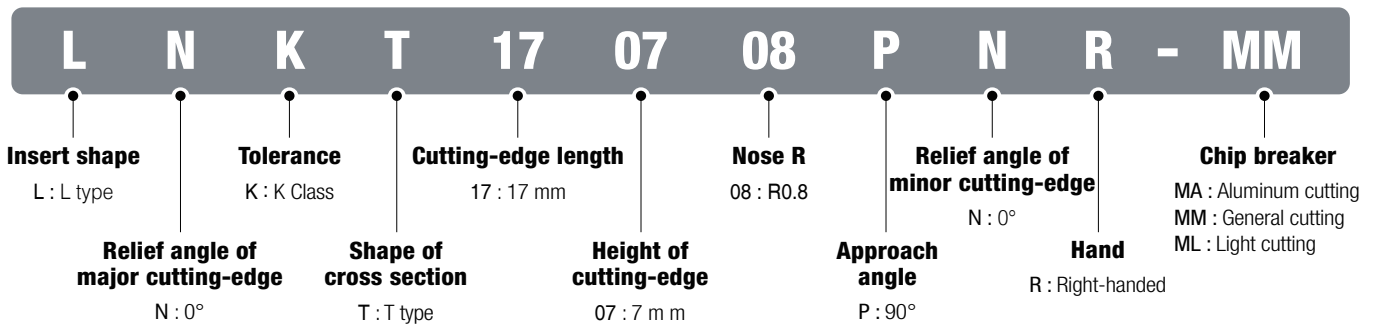 L N K T 17 07 08 P N R - MM
Insert shape
L : L type
Tolerance
K : K Class
Cutting-edge length
17 : 17 mm
Nose R
08 : R0.8
Relief angle of
minor cutting-edge
N : 0°
Chip breaker
MA : Aluminum cutting
MM : General cutting
ML : Light cutting
Relief angle of
major cutting-edge
N : 0°
Shape of
cross section
T : T type
Height of
cutting-edge
07 : 7 m m
Approach
angle
P : 90°
Hand
R : Right-handed